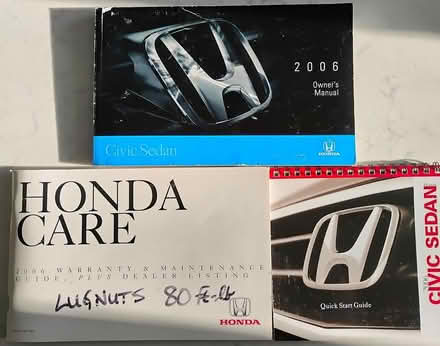 2006
Owner's
Manual
Civic Sedan
HONDA
HONDA
CARE
2006 WARRANTY & MAINTENANCE
GUIDE, PLUS DEALER LISTING
LUGNUTS 80 ft-lb
HONDA
Quick Start Guide
CIVIC SEDAN